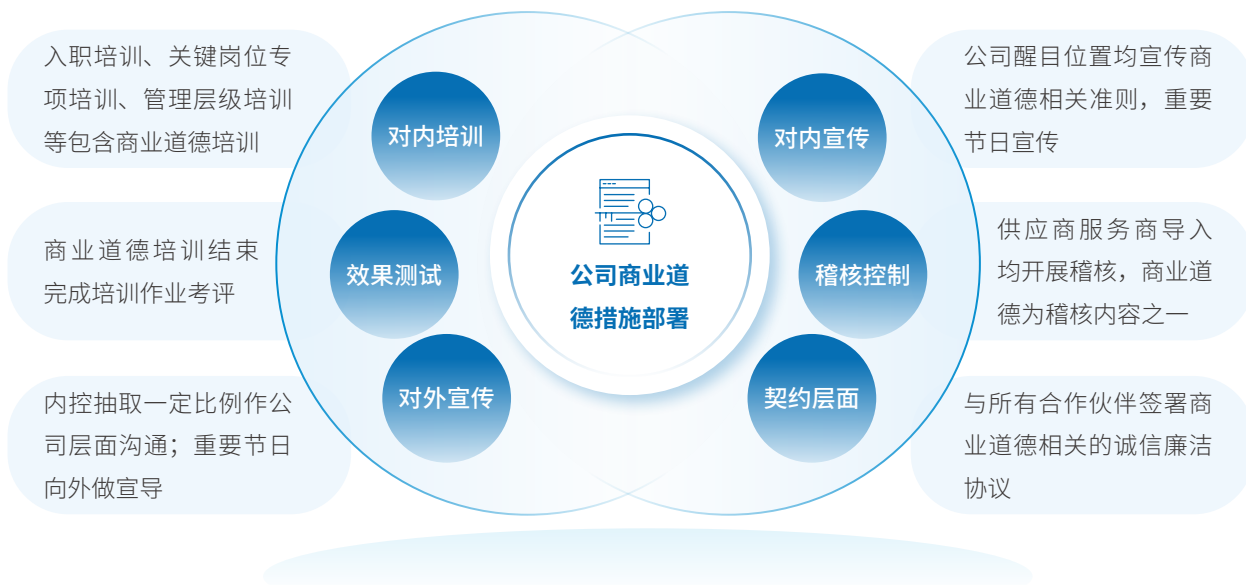 入职培训、关键岗位专
项培训、管理层级培训
等包含商业道德培训
对内培训
商业道德培训结束
完成培训作业考评
效果测试
内控抽取一定比例作公
司层面沟通；重要节日
向外做宣导
对外宣传
公司商业道
德措施部署
对内宣传
公司醒目位置均宣传商
业道德相关准则，重要
节日宣传
稽核控制
供应商服务商导入
均开展稽核，商业道
德为稽核内容之一
契约层面
与所有合作伙伴签署商
业道德相关的诚信廉洁
协议